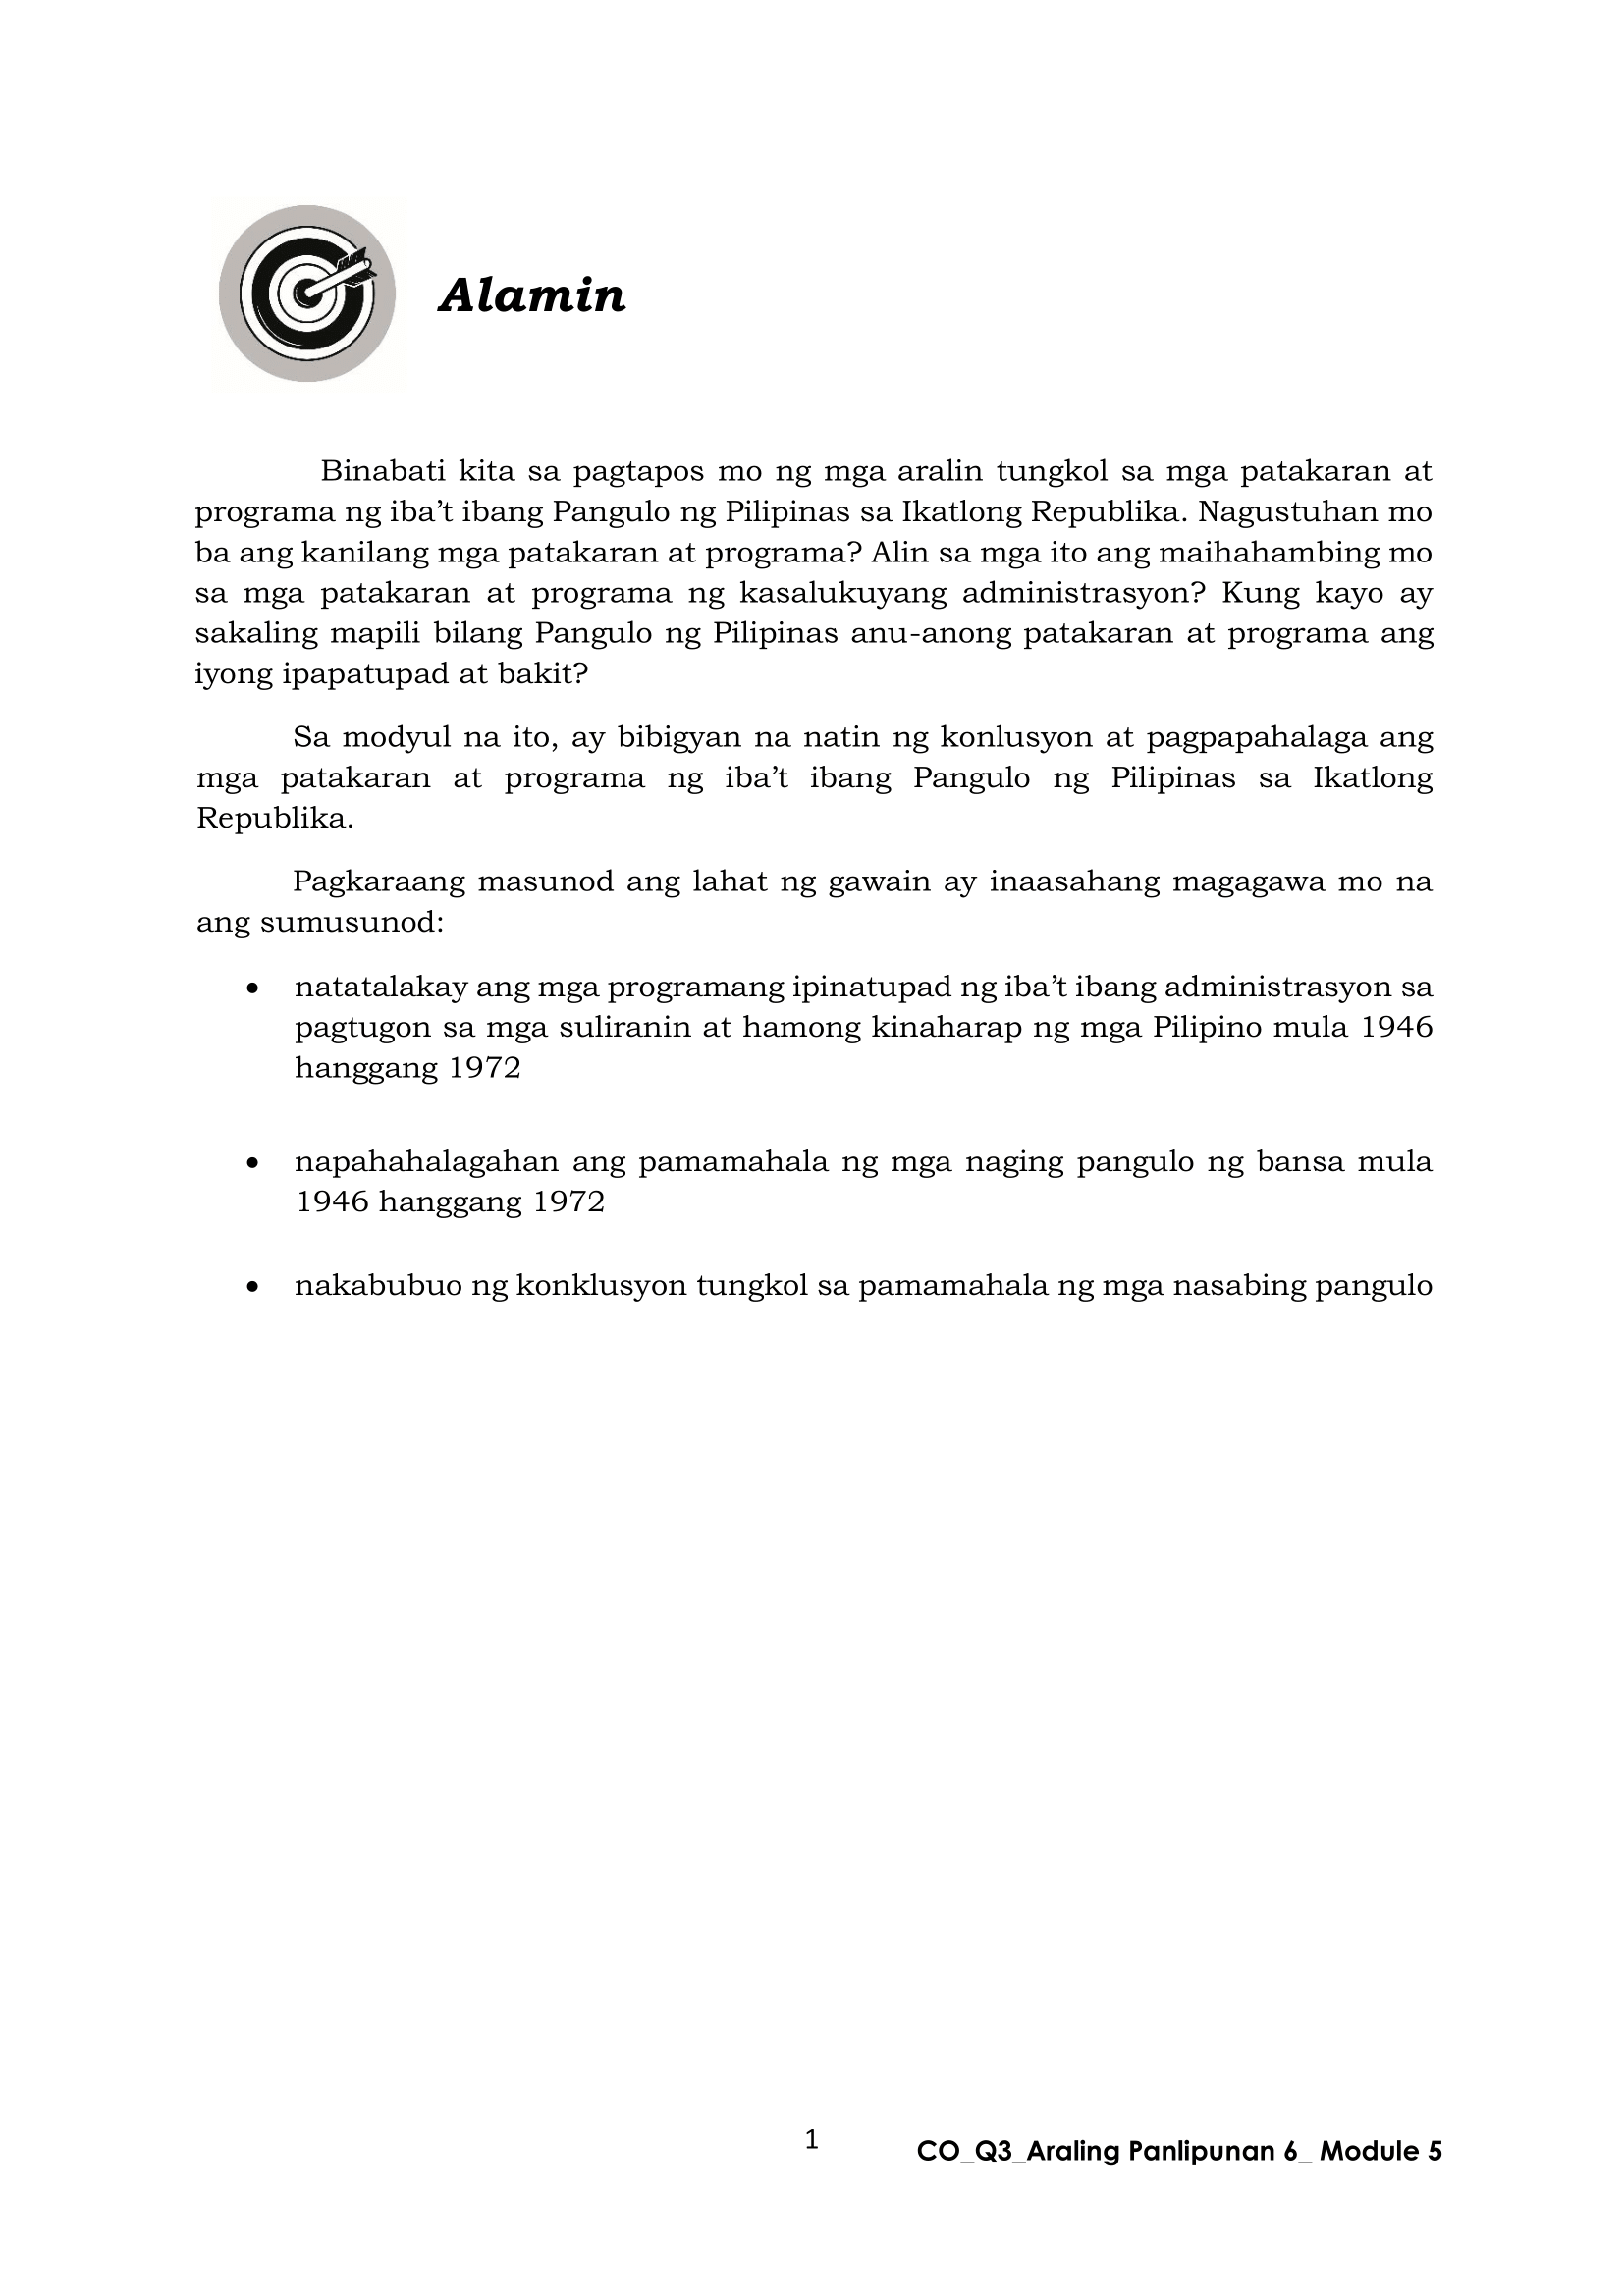 Alamin
Binabati kita sa pagtapos mo ng mga aralin tungkol sa mga patakaran at
programa ng iba’t ibang Pangulo ng Pilipinas sa Ikatlong Republika. Nagustuhan mo
ba ang kanilang mga patakaran at programa? Alin sa mga ito ang maihahambing mo
sa mga patakaran at programa ng kasalukuyang administrasyon? Kung kayo ay
sakaling mapili bilang Pangulo ng Pilipinas anu-anong patakaran at programa ang
iyong ipapatupad at bakit?
Sa modyul na ito, ay bibigyan na natin ng konlusyon at pagpapahalaga ang
mga patakaran at programa ng iba’t ibang Pangulo ng Pilipinas sa Ikatlong
Republika.
Pagkaraang masunod ang lahat ng gawain ay inaasahang magagawa mo na
ang sumusunod:
• natatalakay ang mga programang ipinatupad ng iba’t ibang administrasyon sa
pagtugon sa mga suliranin at hamong kinaharap ng mga Pilipino mula 1946
hanggang 1972
• napahahalagahan ang pamamahala ng mga naging pangulo ng bansa mula
1946 hanggang 1972
• nakabubuo ng konklusyon tungkol sa pamamahala ng mga nasabing pangulo
1
CO_Q3_Araling Panlipunan 6_ Module 5